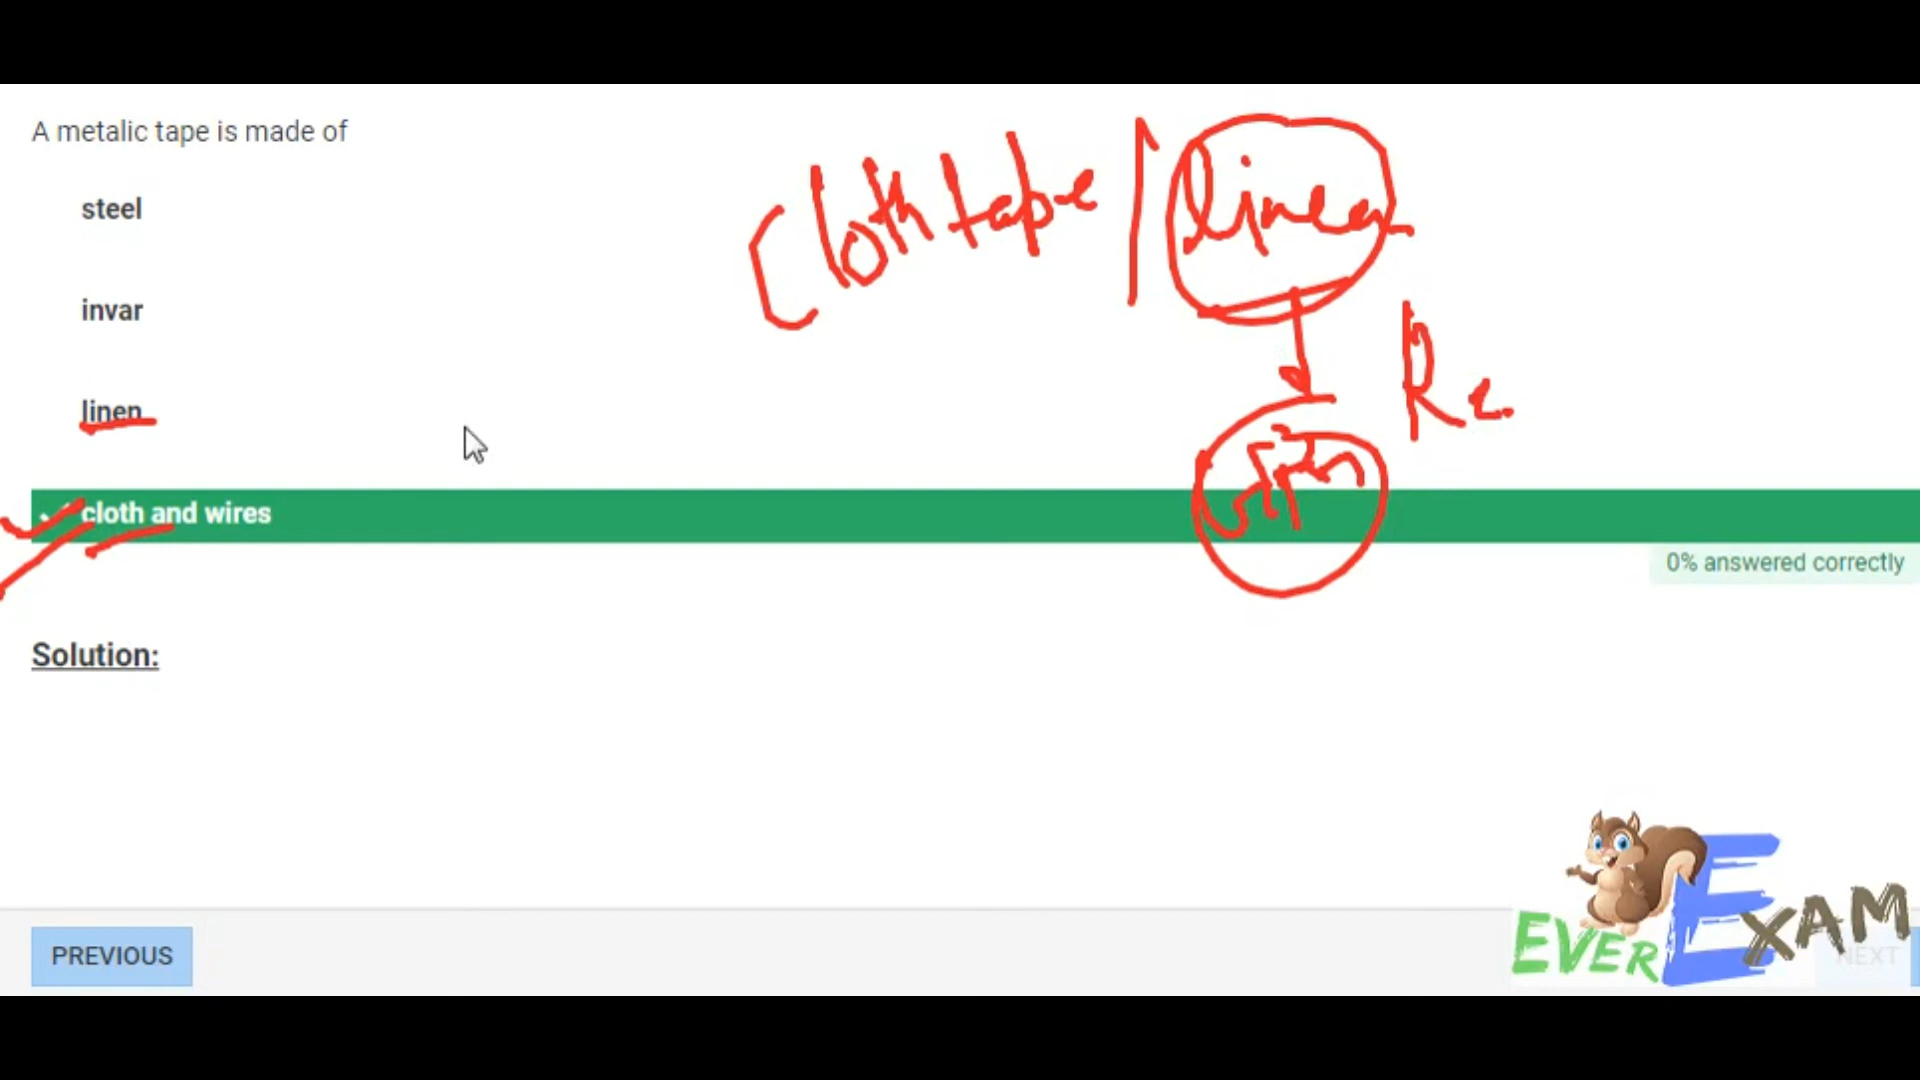 A metalic tape is made of
Cloth tape / linen
steel
invar
Re
linen
cloth and wires
0% answered correctly
Solution:
PREVIOUS
EVER EXAM
NEXT